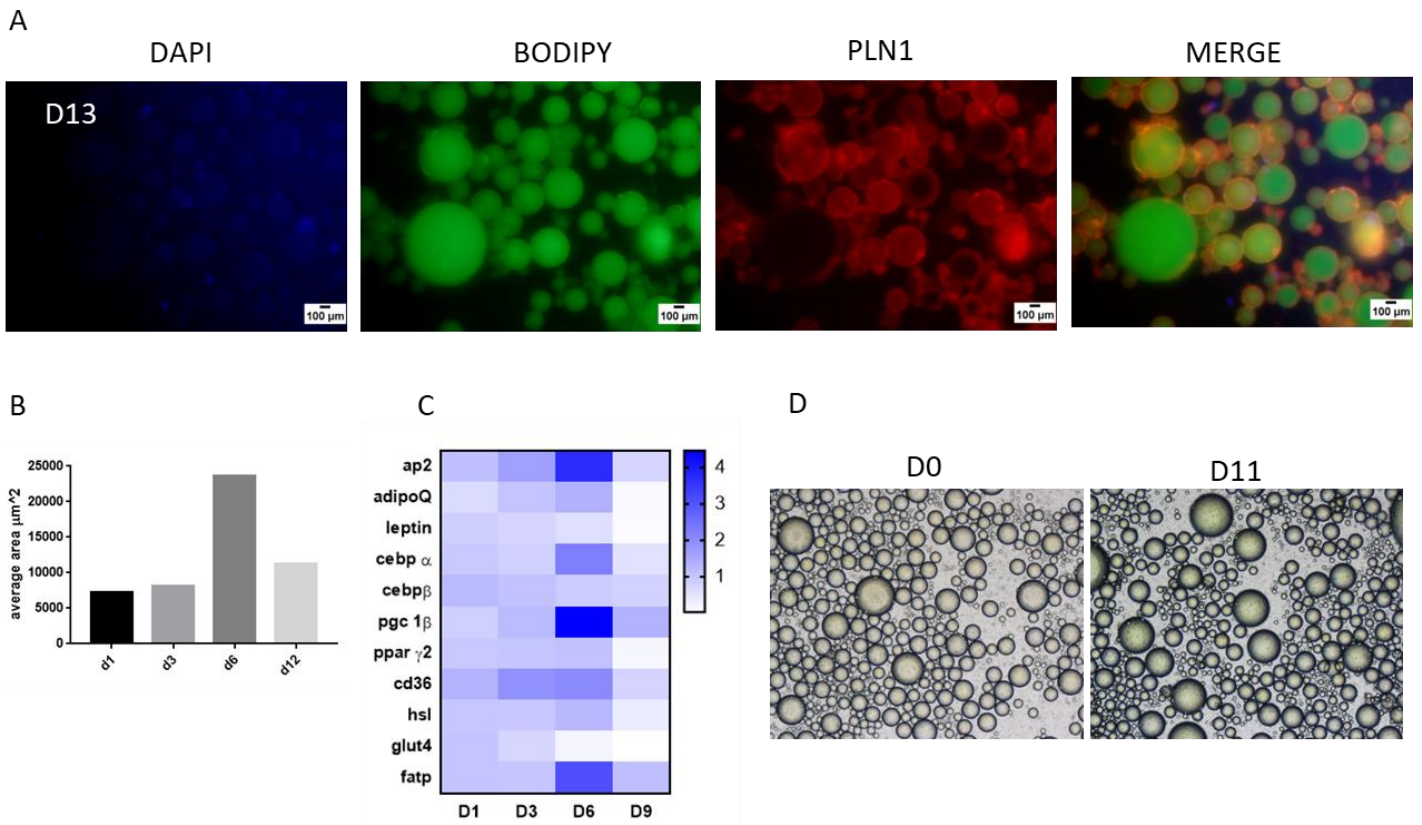 A
DAPI
BODIPY
PLN1
MERGE
D13
100 µm
100 µm
100 µm
100 µm
B
average area µm^2
25000
20000
15000
10000
5000
0
d1
d3
d6
d12
C
ap2
adipoQ
leptin
cebp α
cebpβ
pgc 1β
ppar γ2
cd36
hsl
glut4
fatp
D1
D3
D6
D9
4
3
2
1
D
D0
D11